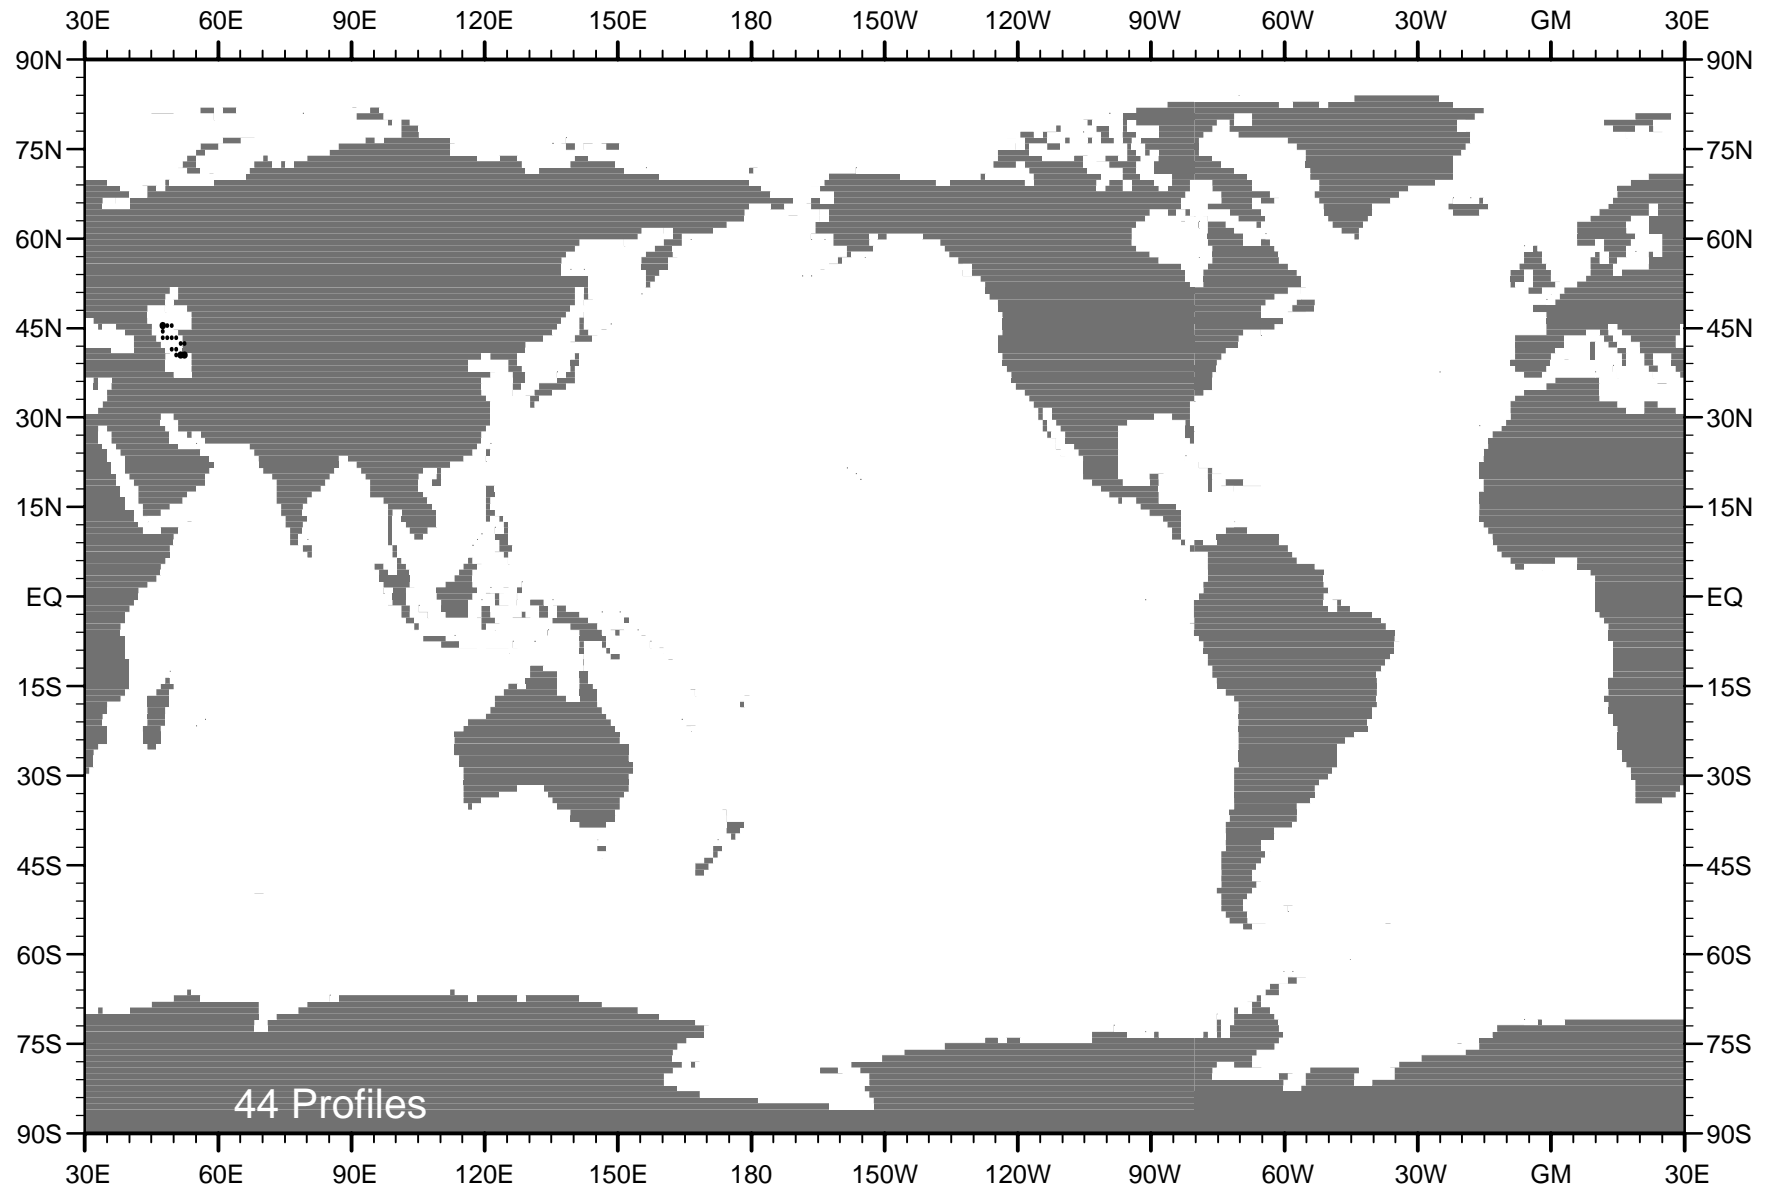 30E 60E 90E 120E 150E 180 150W 120W 90W 60W 30W GM 30E
90N 90N
75N 75N
60N 60N
45N 45N
30N 30N
15N 15N
EQ EQ
15S 15S
30S 30S
45S 45S
60S 60S
75S 75S
44 Profiles
90S 90S
30E 60E 90E 120E 150E 180 150W 120W 90W 60W 30W GM 30E